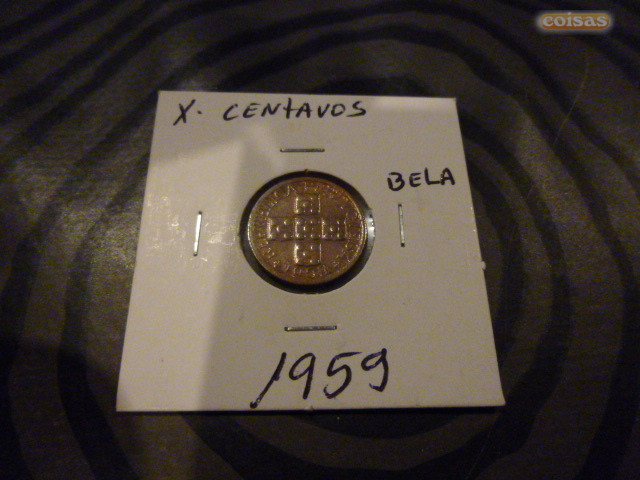 coisas
X. CENTAVOS
BELA
1959